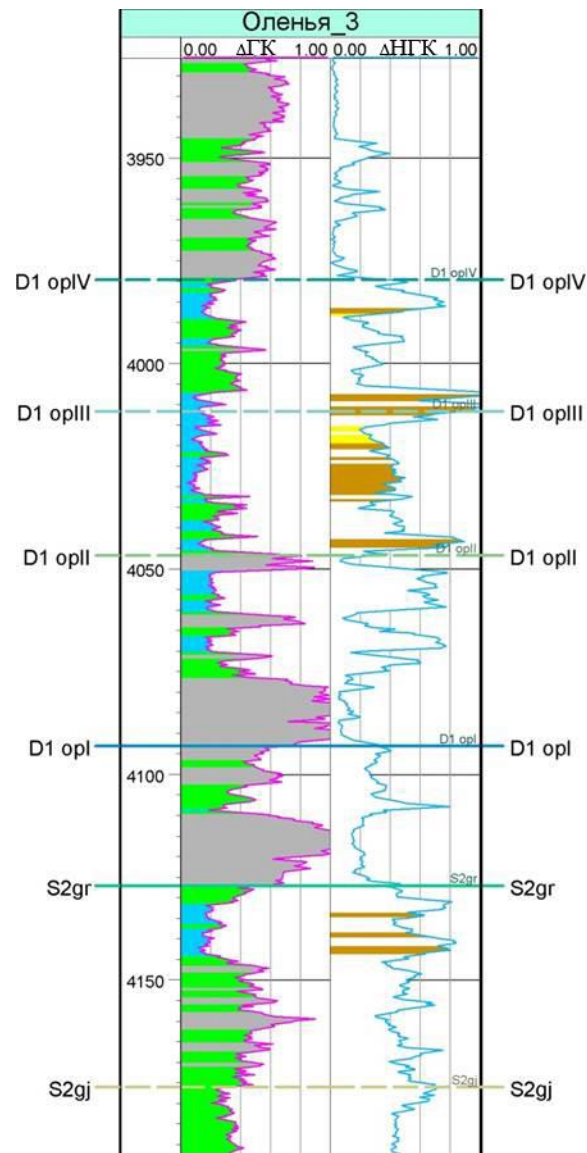 Оленья_3
0.00 ΔГК 1.00 0.00 ΔНГК 1.00
3950
D1 opIV D1 opIV D1 opIV
4000
D1 opIII D1 opIII D1 opIII
D1 opII D1 opII D1 opII
4050
D1 opI D1 opI D1 opI
4100
S2gr S2gr S2gr
4150
S2gj S2gj S2gj